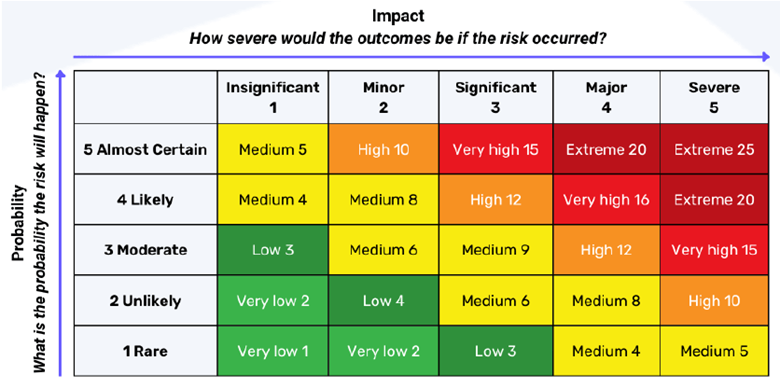 Impact
How severe would the outcomes be if the risk occurred?
Probability
What is the probability the risk will happen?
Insignificant
1
Minor
2
Significant
3
Major
4
Severe
5
5 Almost Certain
Medium 5
High 10
Very high 15
Extreme 20
Extreme 25
4 Likely
Medium 4
Medium 8
High 12
Very high 16
Extreme 20
3 Moderate
Low 3
Medium 6
Medium 9
High 12
Very high 15
2 Unlikely
Very low 2
Low 4
Medium 6
Medium 8
High 10
1 Rare
Very low 1
Very low 2
Low 3
Medium 4
Medium 5